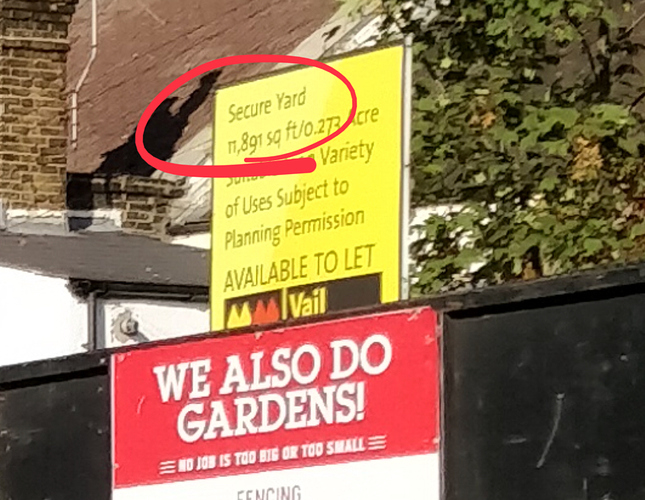 Secure Yard
11,891 sq ft/0.273 Acre
Variety
of Uses Subject to
Planning Permission
AVAILABLE TO LET
Vail
WE ALSO DO
GARDENS!
NO JOB IS TOO BIG OR TOO SMALL
FENCING